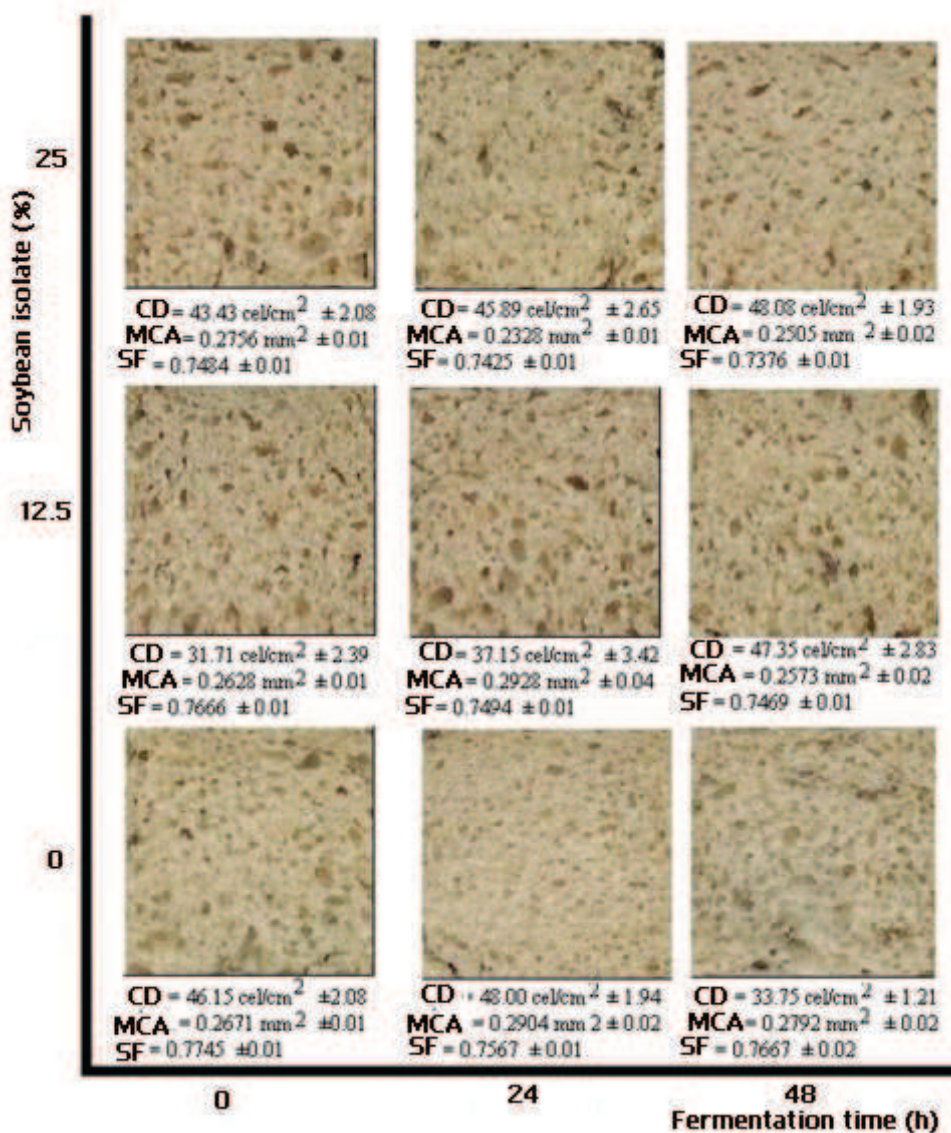 Soybean isolate (%)
25
CD = 43.43 cel/cm2 ± 2.08
MCA = 0.2756 mm2 ± 0.01
SF = 0.7484 ± 0.01
CD = 45.89 cel/cm2 ± 2.65
MCA = 0.2328 mm2 ± 0.01
SF = 0.7425 ± 0.01
CD = 48.08 cel/cm2 ± 1.93
MCA = 0.2505 mm 2 ± 0.02
SF = 0.7376 ± 0.01
12.5
CD = 31.71 cel/cm2 ± 2.39
MCA = 0.2628 mm2 ± 0.01
SF = 0.7666 ± 0.01
CD = 37.15 cel/cm2 ± 3.42
MCA = 0.2928 mm2 ± 0.04
SF = 0.7494 ± 0.01
CD = 47.35 cel/cm2 ± 2.83
MCA = 0.2573 mm2 ± 0.02
SF = 0.7469 ± 0.01
0
CD = 46.15 cel/cm2 ±2.08
MCA = 0.2671 mm2 ±0.01
SF = 0.7745 ±0.01
CD = 48.00 cel/cm2 ± 1.94
MCA = 0.2904 mm 2 ± 0.02
SF = 0.7567 ± 0.01
CD = 33.75 cel/cm2 ± 1.21
MCA = 0.2792 mm2 ± 0.02
SF = 0.7667 ± 0.02
0
24
48
Fermentation time (h)